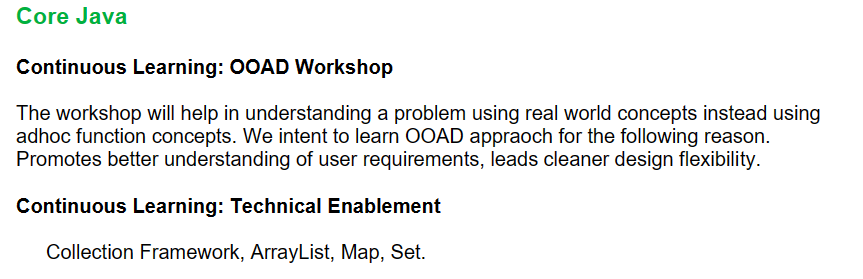 Core Java
Continuous Learning: OOAD Workshop
The workshop will help in understanding a problem using real world concepts instead using
adhoc function concepts. We intent to learn OOAD appraoch for the following reason.
Promotes better understanding of user requirements, leads cleaner design flexibility.
Continuous Learning: Technical Enablement
Collection Framework, ArrayList, Map, Set.